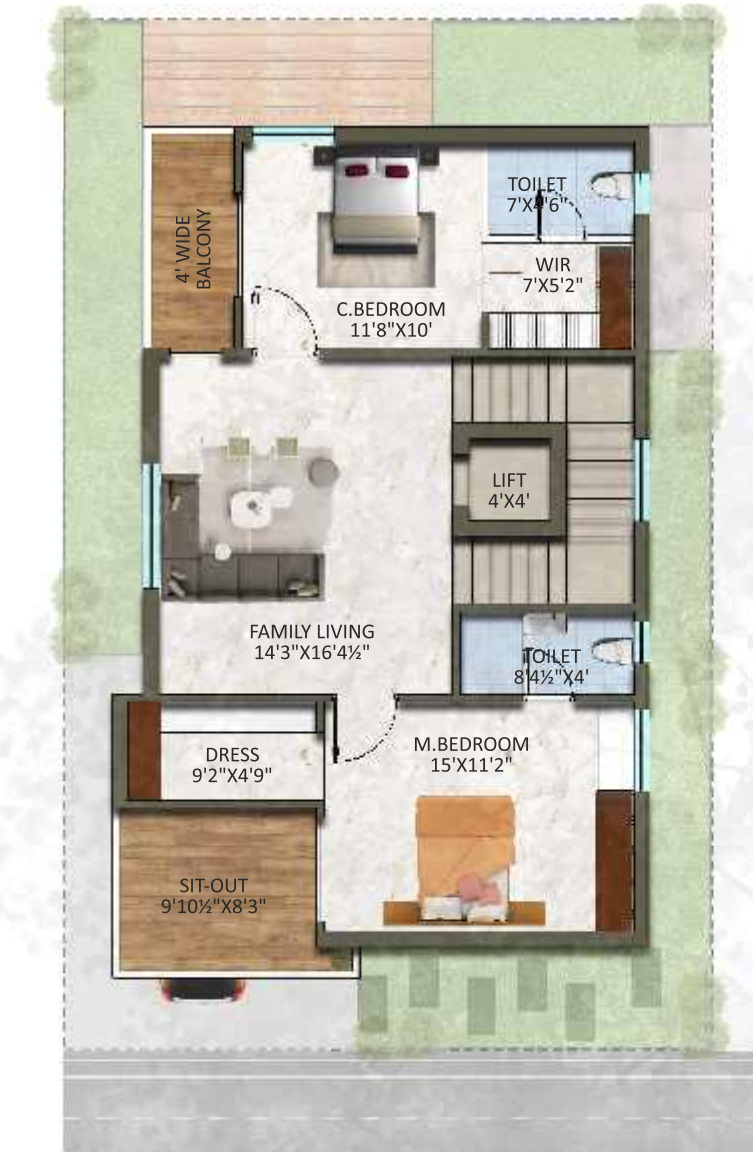 TOILET
7'X4'6"
4' WIDE
BALCONY
WIR
7'X5'2"
C.BEDROOM
11'8"X10'
LIFT
4'X4'
FAMILY LIVING
14'3"X16'4½"
TOILET
8'4½"X4'
M.BEDROOM
15'X11'2"
DRESS
9'2"X4'9"
SIT-OUT
9'10½"X8'3"